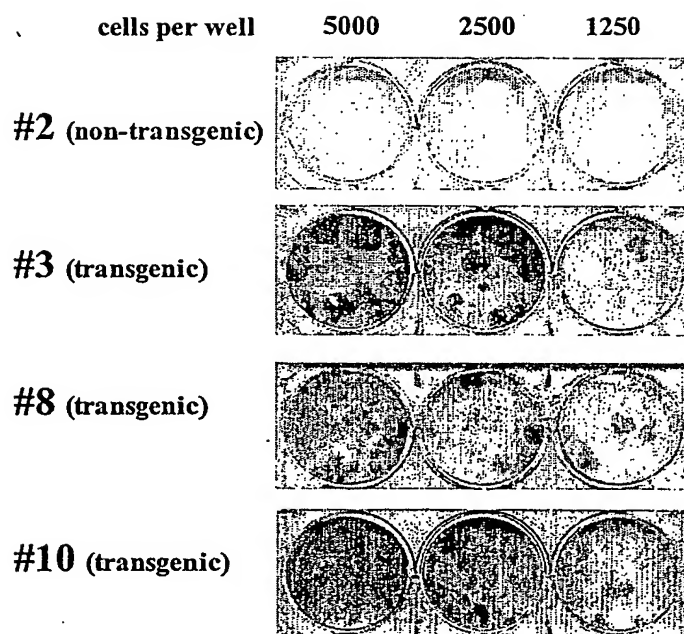 cells per well 5000 2500 1250
#2 (non-transgenic)
#3 (transgenic)
#8 (transgenic)
#10 (transgenic)